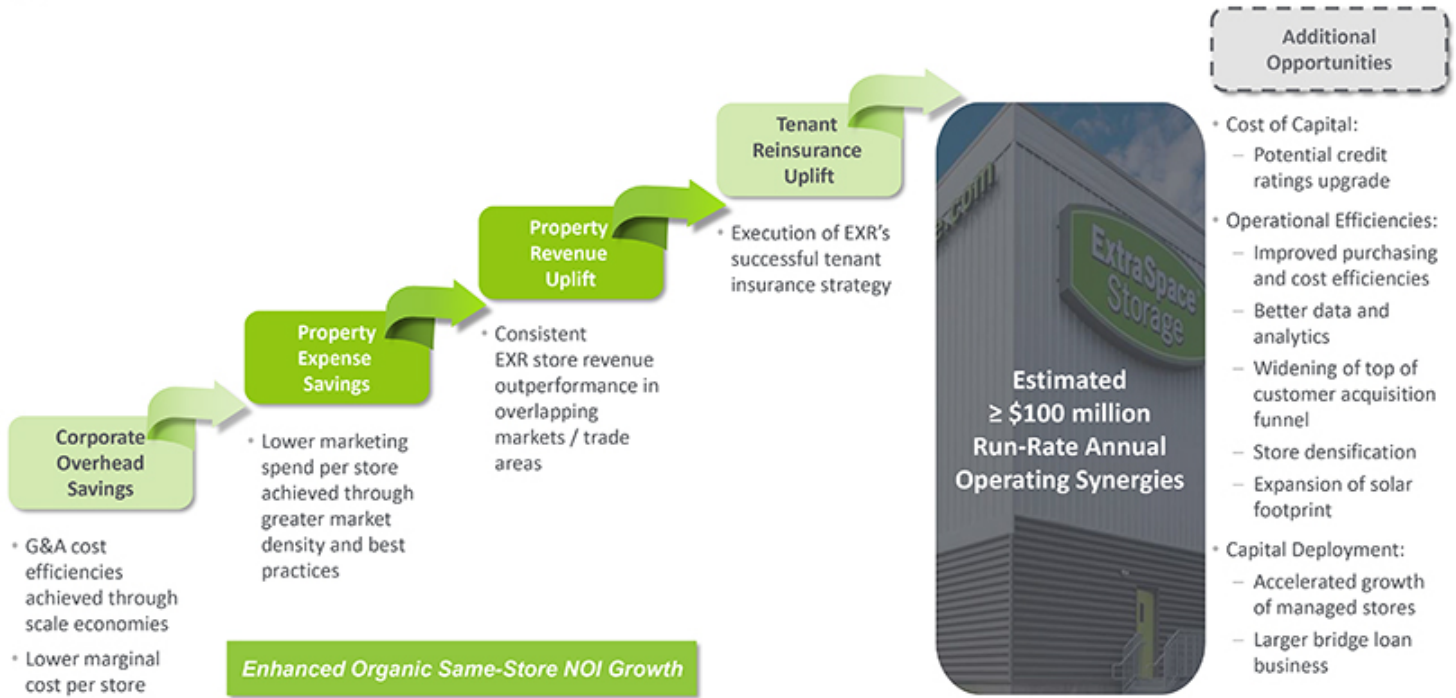 Corporate
Overhead
Savings
• G&A cost
efficiencies
achieved through
scale economies
• Lower marginal
cost per store
Property
Expense
Savings
• Lower marketing
spend per store
achieved through
greater market
density and best
practices
Enhanced Organic Same-Store NOI Growth
Property
Revenue
Uplift
• Consistent
EXR store revenue
outperformance in
overlapping
markets / trade
areas
Tenant
Reinsurance
Uplift
• Execution of EXR's
successful tenant
insurance strategy
.com
ExtraSpace
Storage
Estimated
≥ $100 million
Run-Rate Annual
Operating Synergies
Additional
Opportunities
• Cost of Capital:
– Potential credit
ratings upgrade
• Operational Efficiencies:
– Improved purchasing
and cost efficiencies
– Better data and
analytics
– Widening of top of
customer acquisition
funnel
– Store densification
– Expansion of solar
footprint
• Capital Deployment:
– Accelerated growth
of managed stores
– Larger bridge loan
business